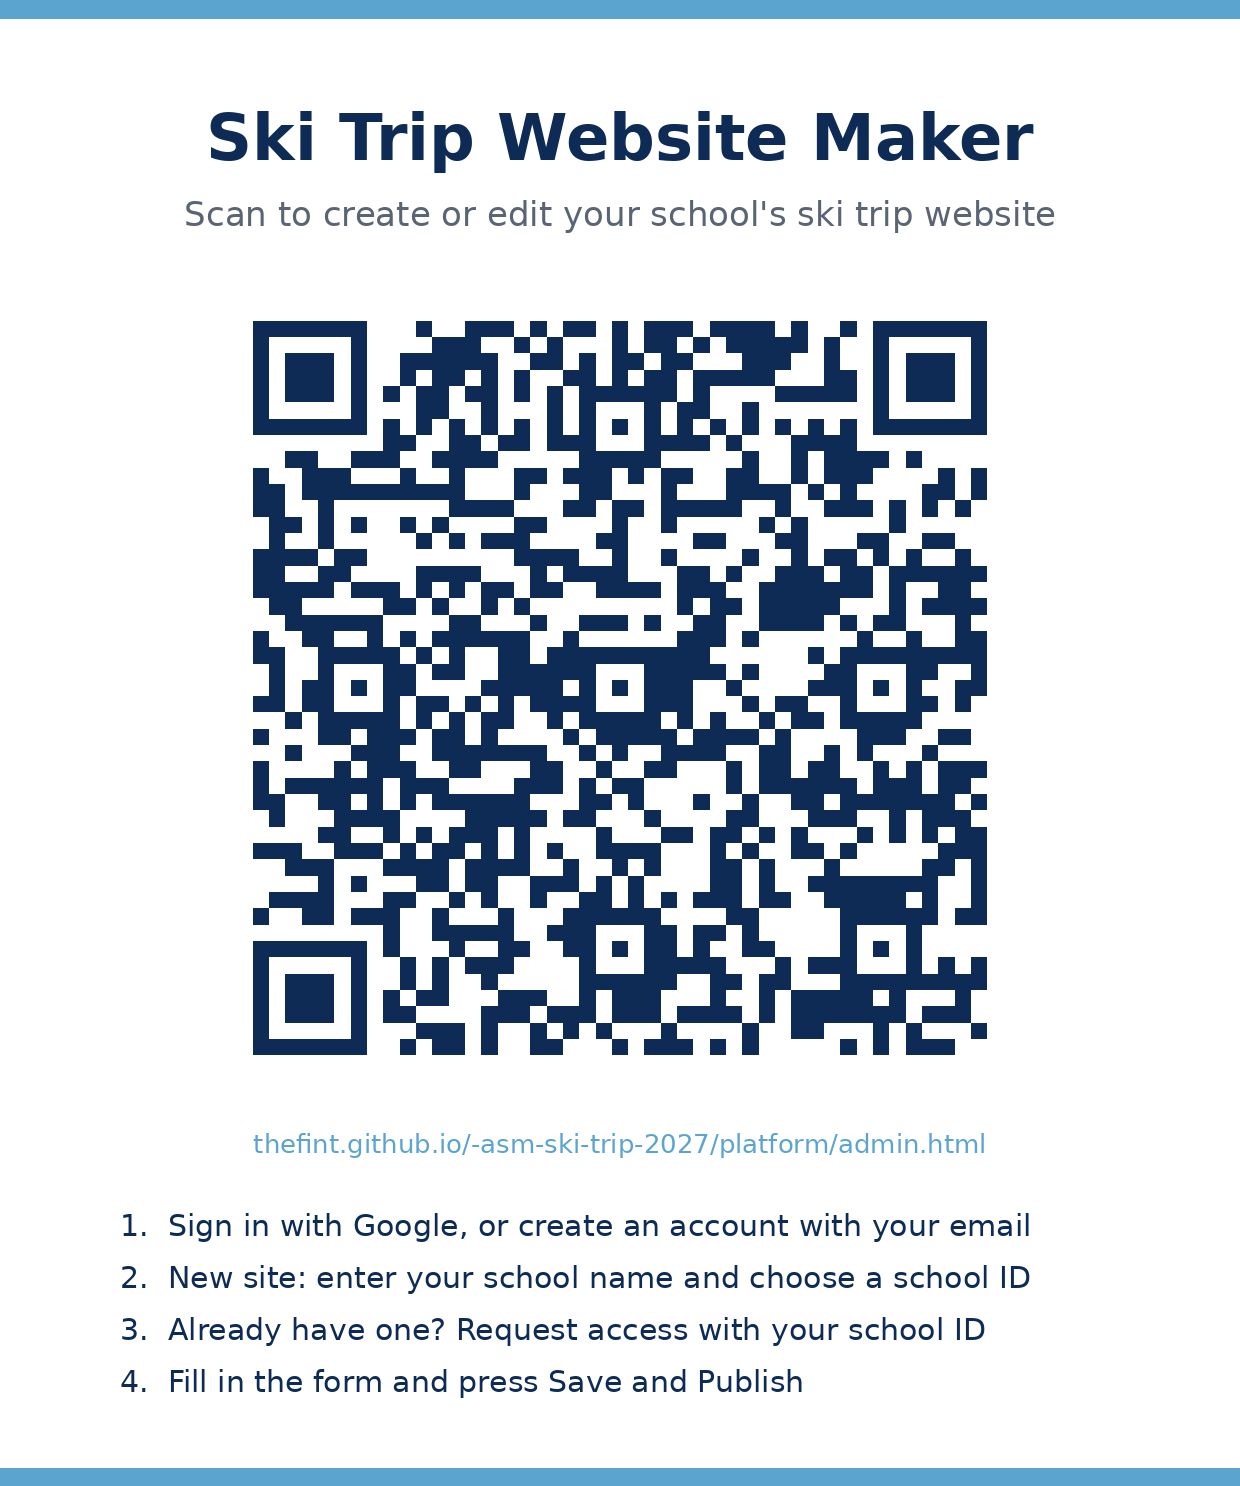 Ski Trip Website Maker
Scan to create or edit your school's ski trip website
thefint.github.io/-asm-ski-trip-2027/platform/admin.html
1. Sign in with Google, or create an account with your email
2. New site: enter your school name and choose a school ID
3. Already have one? Request access with your school ID
4. Fill in the form and press Save and Publish